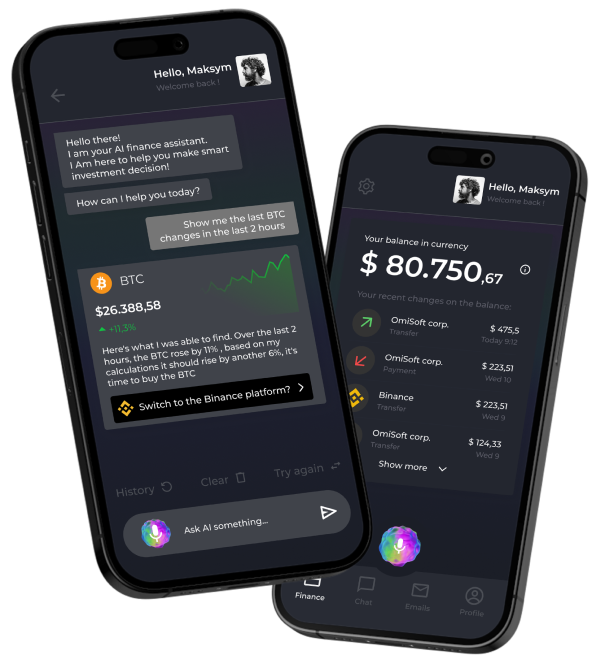 Hello, Maksym
Welcome back !
Hello there!
I am your AI finance assistant.
I Am here to help you make smart
investment decision!
How can I help you today?
Show me the last BTC
changes in the last 2 hours
BTC
$26.388,58
+11,3%
Here's what I was able to find. Over the last 2
hours, the BTC rose by 11% , based on my
calculations it should rise by another 6%, it's
time to buy the BTC
Switch to the Binance platform?
History
Clear
Try again
Ask AI something...
Hello, Maksym
Welcome back !
Your balance in currency
$ 80.750,67
Your recent changes on the balance:
OmiSoft corp.
$ 475,5
Transfer
Today 9:12
OmiSoft corp.
$ 223,51
Payment
Wed 10
Binance
$ 223,51
Transfer
Wed 9
OmiSoft corp.
$ 124,33
Transfer
Wed 9
Show more
Finance
Chat
Emails
Profile